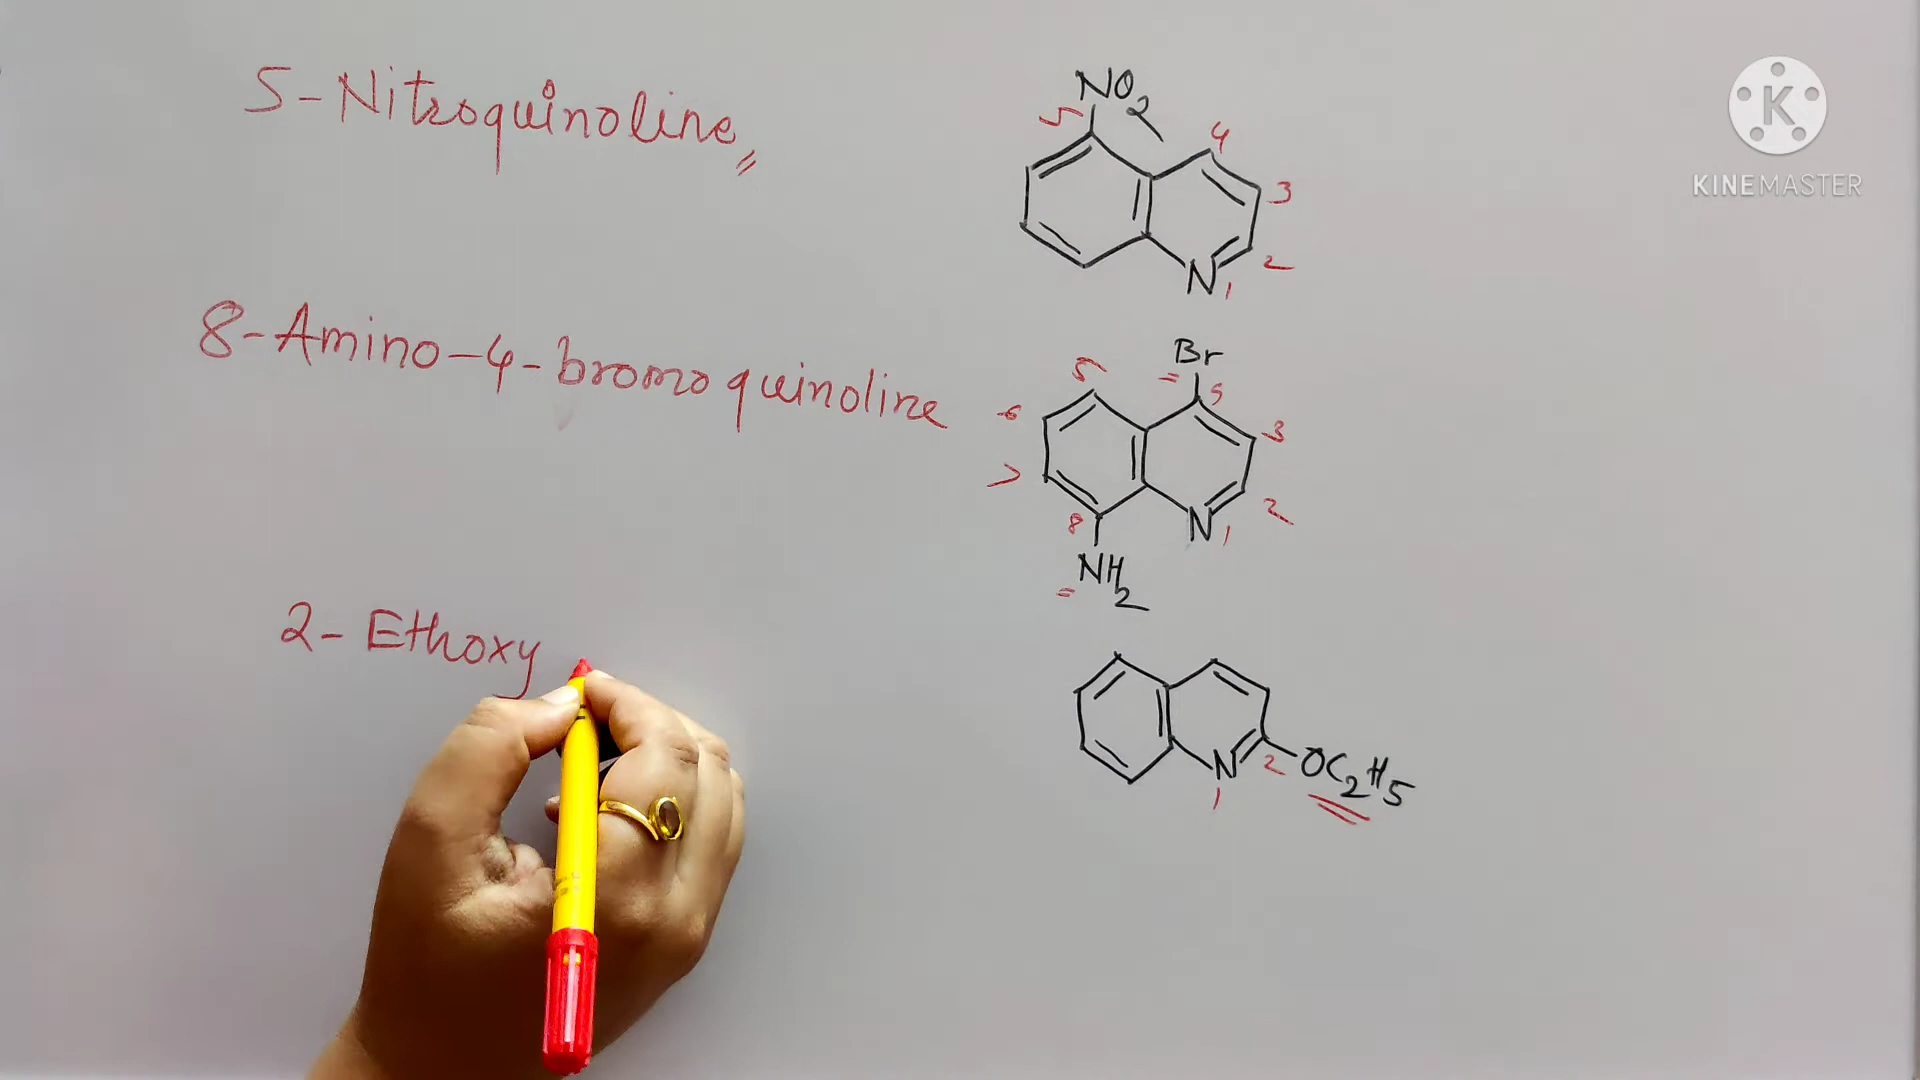 5-Nitroquinoline,,
NO2
5
4
3
2
N 1
KINEMASTER
8-Amino-4-bromoquinoline
Br
5
5
6
3
7
8
2
N 1
NH2
2-Ethoxy
N
2
OC2H5
1